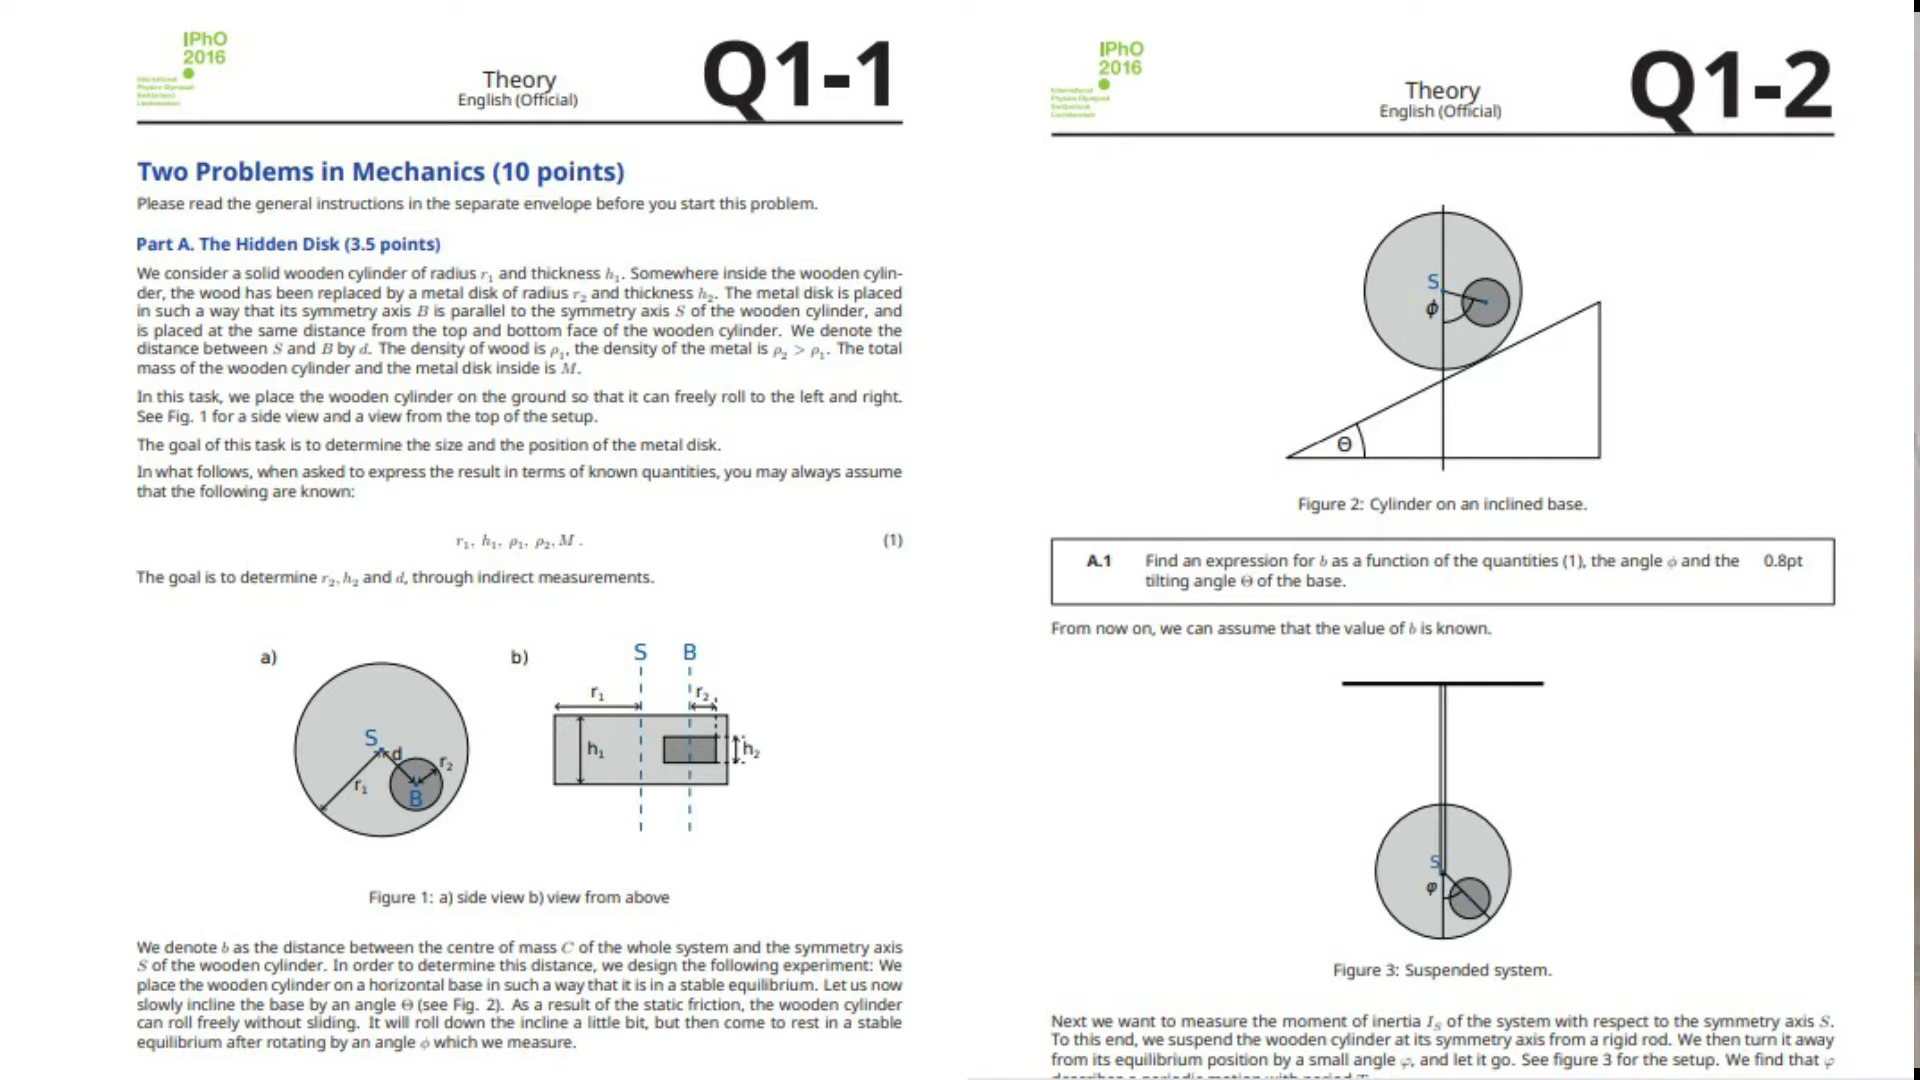 IPhO
2016
International
Physics Olympiad
Switzerland
Liechtenstein
Theory
English (Official)
Q1-1
Two Problems in Mechanics (10 points)
Please read the general instructions in the separate envelope before you start this problem.
Part A. The Hidden Disk (3.5 points)
We consider a solid wooden cylinder of radius r₁ and thickness h₁. Somewhere inside the wooden cylin-
der, the wood has been replaced by a metal disk of radius r₂ and thickness h₂. The metal disk is placed
in such a way that its symmetry axis B is parallel to the symmetry axis S of the wooden cylinder, and
is placed at the same distance from the top and bottom face of the wooden cylinder. We denote the
distance between S and B by d. The density of wood is ρ₁, the density of the metal is ρ₂ > ρ₁. The total
mass of the wooden cylinder and the metal disk inside is M.
In this task, we place the wooden cylinder on the ground so that it can freely roll to the left and right.
See Fig. 1 for a side view and a view from the top of the setup.
The goal of this task is to determine the size and the position of the metal disk.
In what follows, when asked to express the result in terms of known quantities, you may always assume
that the following are known:
r₁, h₁, ρ₁, ρ₂, M . (1)
The goal is to determine r₂, h₂ and d, through indirect measurements.
a)
S
d
r₂
r₁
B
b)
S B
r₁ r₂
h₁ h₂
Figure 1: a) side view b) view from above
We denote b as the distance between the centre of mass C of the whole system and the symmetry axis
S of the wooden cylinder. In order to determine this distance, we design the following experiment: We
place the wooden cylinder on a horizontal base in such a way that it is in a stable equilibrium. Let us now
slowly incline the base by an angle Θ (see Fig. 2). As a result of the static friction, the wooden cylinder
can roll freely without sliding. It will roll down the incline a little bit, but then come to rest in a stable
equilibrium after rotating by an angle ϕ which we measure.
IPhO
2016
International
Physics Olympiad
Switzerland
Liechtenstein
Theory
English (Official)
Q1-2
S
ϕ
Θ
Figure 2: Cylinder on an inclined base.
A.1 Find an expression for b as a function of the quantities (1), the angle ϕ and the 0.8pt
tilting angle Θ of the base.
From now on, we can assume that the value of b is known.
S
φ
Figure 3: Suspended system.
Next we want to measure the moment of inertia I_S of the system with respect to the symmetry axis S.
To this end, we suspend the wooden cylinder at its symmetry axis from a rigid rod. We then turn it away
from its equilibrium position by a small angle φ, and let it go. See figure 3 for the setup. We find that φ